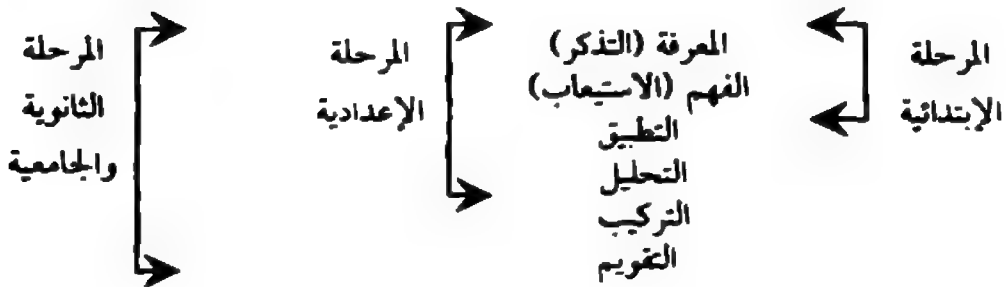 المرحلة
الإبتدائية
المعرفة (التذكر)
الفهم (الاستيعاب)
التطبيق
التحليل
التركيب
التقويم
المرحلة
الإعدادية
المرحلة
الثانوية
والجامعية